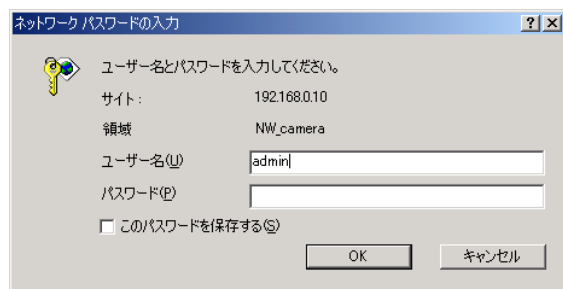 ネットワーク パスワードの入力
ユーザー名とパスワードを入力してください。
サイト: 192.168.0.10
領域 NW_camera
ユーザー名(U) admin
パスワード(P)
このパスワードを保存する(S)
OK キャンセル